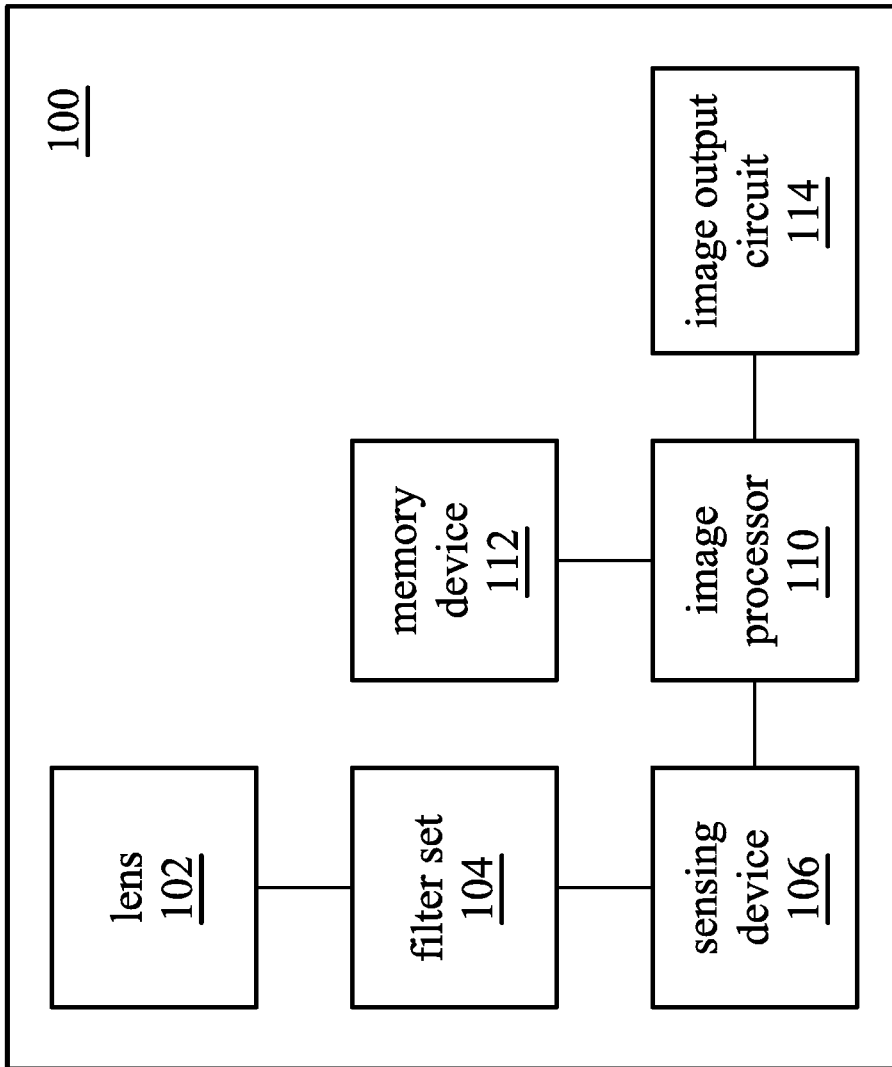 100
lens
102
filter set
104
sensing
device
106
memory
device
112
image
processor
110
image output
circuit
114